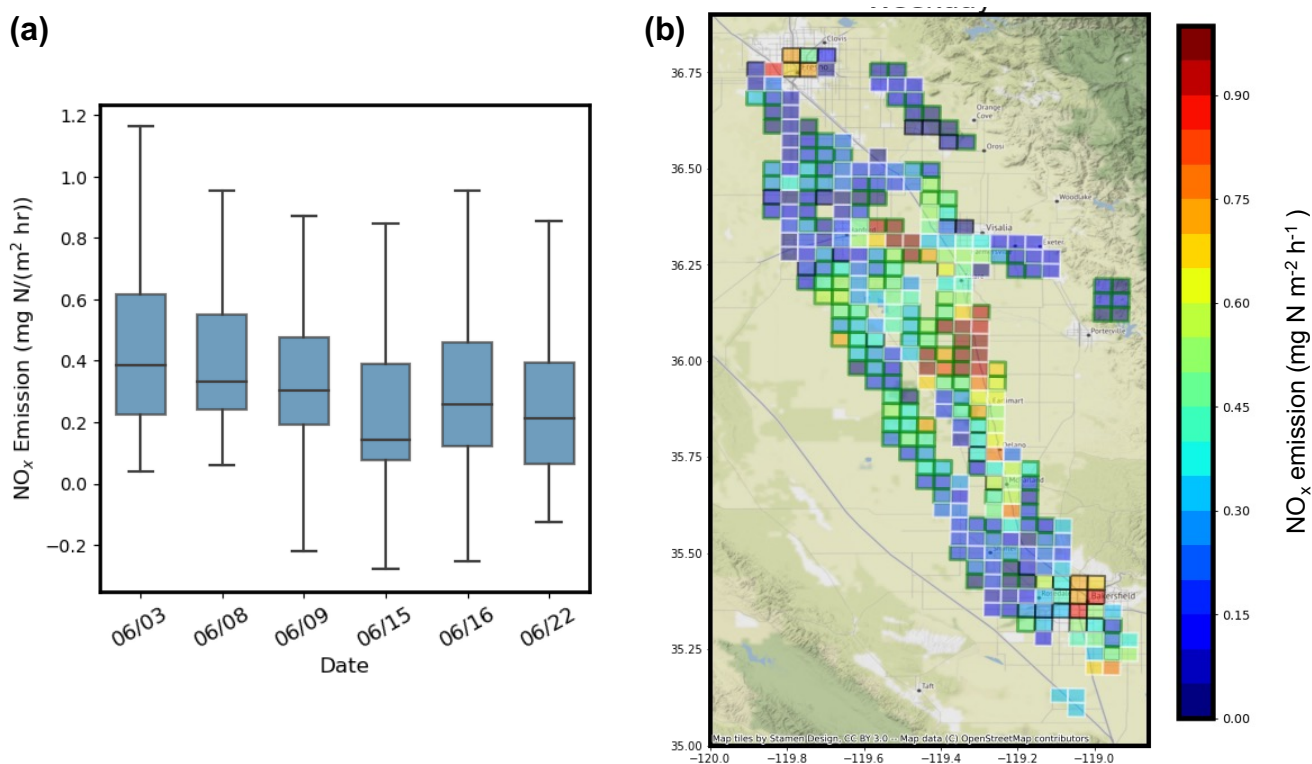 (a)
1.2
1.0
0.8
0.6
0.4
0.2
0.0
−0.2
NOx Emission (mg N/(m² hr))
06/03
06/08
06/09
06/15
06/16
06/22
Date
(b)
36.75
36.50
36.25
36.00
35.75
35.50
35.25
35.00
−120.0
−119.8
−119.6
−119.4
−119.2
−119.0
Clovis
Orange
Cove
Orosi
Woodlake
Visalia
Exeter
Porterville
Delano
McFarland
Bakersfield
Taft
Map tiles by Stamen Design, CC BY 3.0 -- Map data (C) OpenStreetMap contributors
0.90
0.75
0.60
0.45
0.30
0.15
0.00
NOx emission (mg N m-2 h-1)